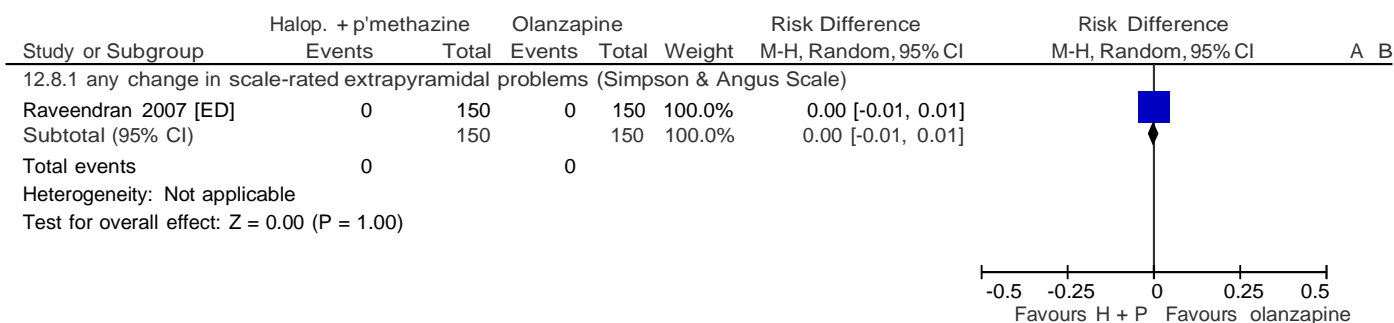 Halop. + p'methazine Olanzapine Risk Difference Risk Difference
Study or Subgroup Events Total Events Total Weight M-H, Random, 95% CI M-H, Random, 95% CI A B
12.8.1 any change in scale-rated extrapyramidal problems (Simpson & Angus Scale)
Raveendran 2007 [ED] 0 150 0 150 100.0% 0.00 [-0.01, 0.01]
Subtotal (95% CI) 150 150 100.0% 0.00 [-0.01, 0.01]
Total events 0 0
Heterogeneity: Not applicable
Test for overall effect: Z = 0.00 (P = 1.00)
-0.5 -0.25 0 0.25 0.5
Favours H + P Favours olanzapine